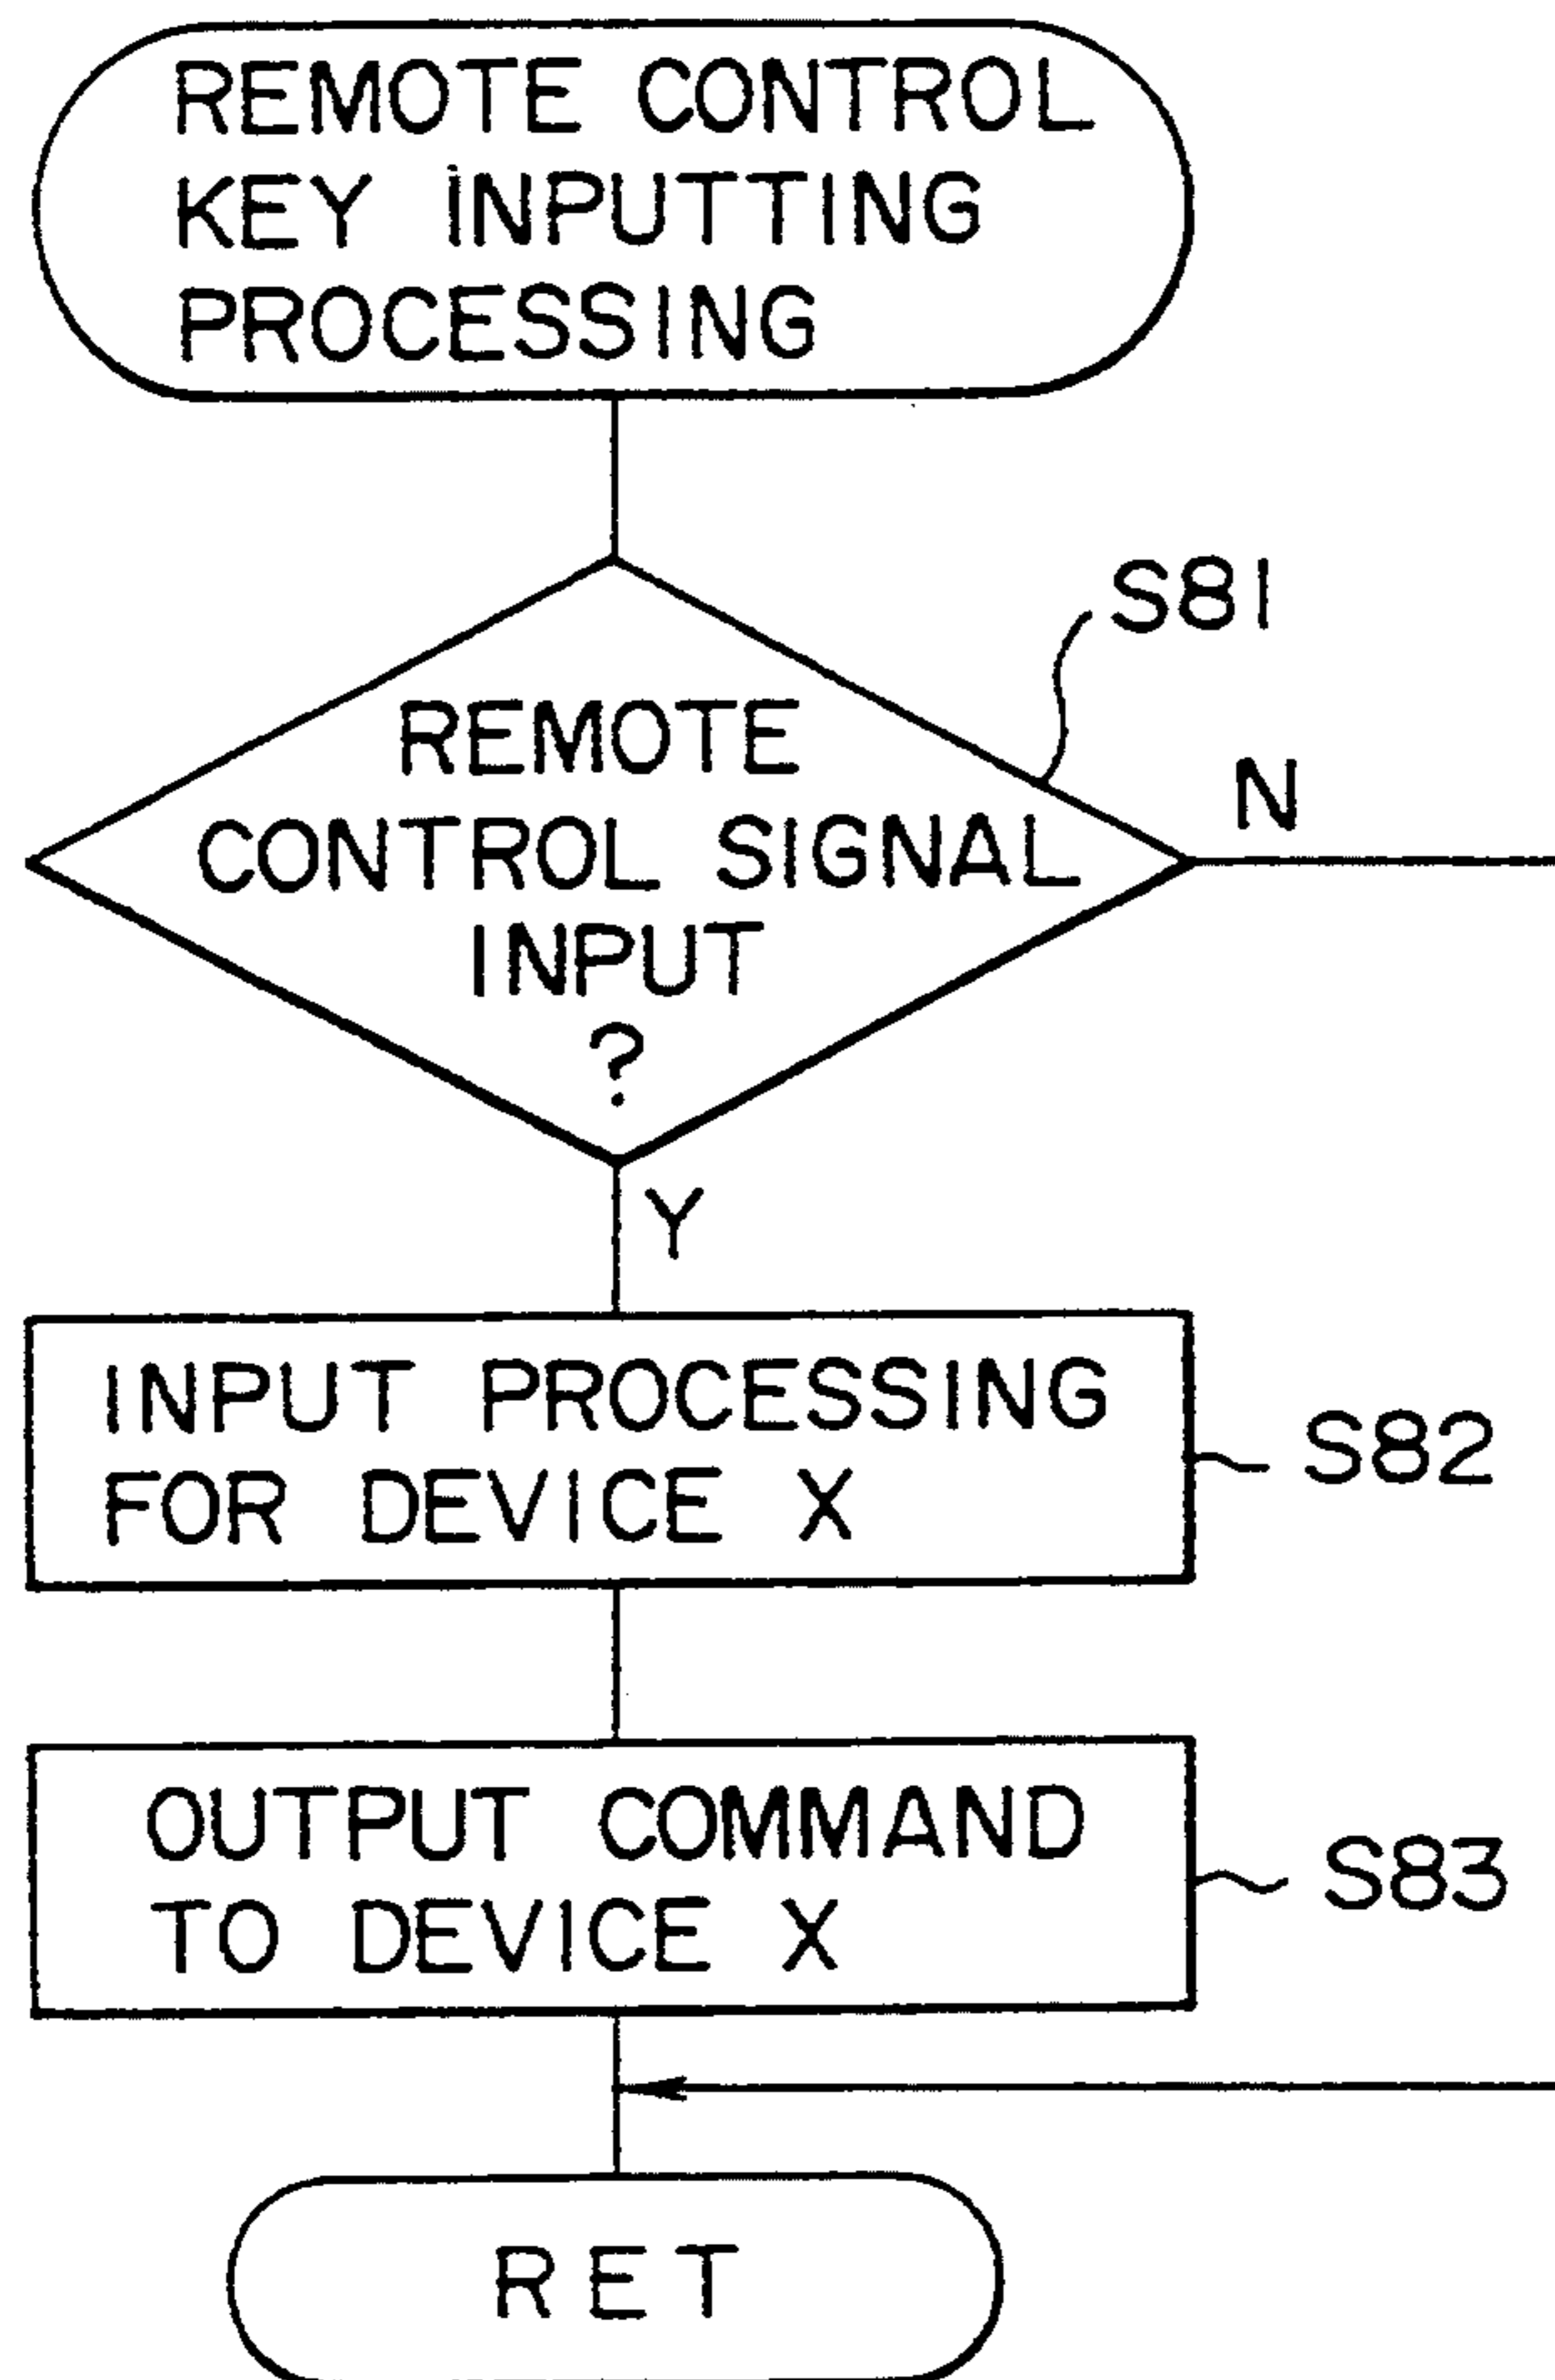 REMOTE CONTROL
KEY iNPUTTING
PROCESSING
S81
REMOTE
CONTROL SIGNAL
INPUT
?
N
Y
INPUT PROCESSING
FOR DEVICE X
S82
OUTPUT COMMAND
TO DEVICE X
S83
RET